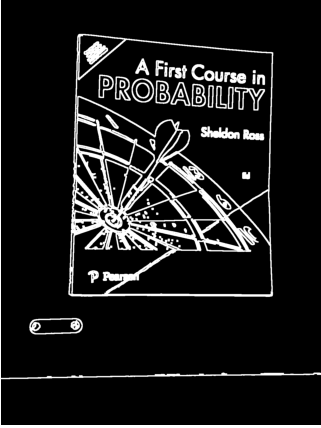 A First Course in
PROBABILITY
Sheldon Ross
Pearson